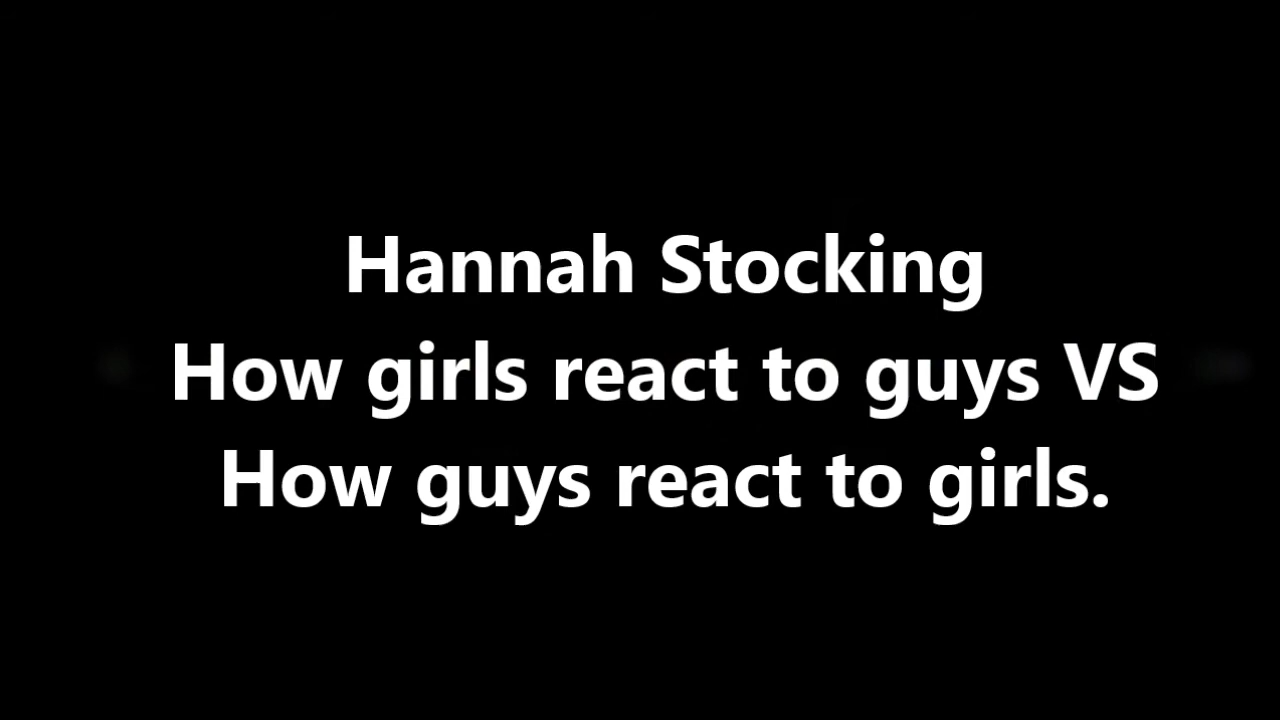 Hannah Stocking
How girls react to guys VS
How guys react to girls.